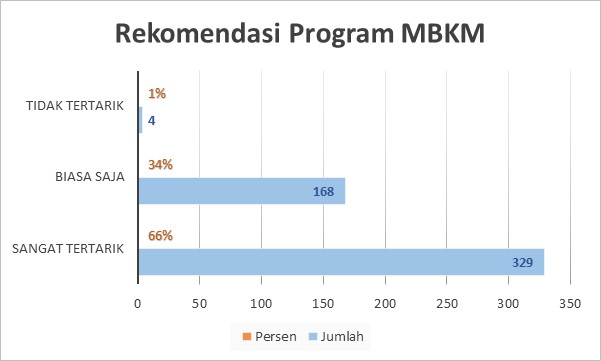 Rekomendasi Program MBKM
TIDAK TERTARIK
1%
4
BIASA SAJA
34%
168
SANGAT TERTARIK
66%
329
0 50 100 150 200 250 300 350
Persen Jumlah